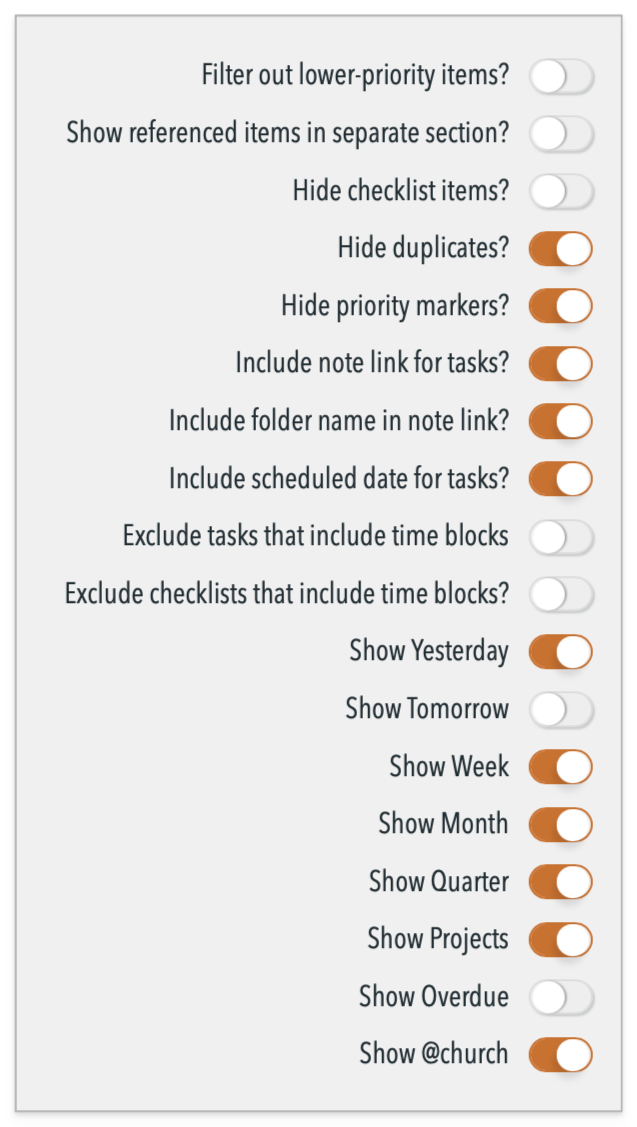 Filter out lower-priority items?
Show referenced items in separate section?
Hide checklist items?
Hide duplicates?
Hide priority markers?
Include note link for tasks?
Include folder name in note link?
Include scheduled date for tasks?
Exclude tasks that include time blocks
Exclude checklists that include time blocks?
Show Yesterday
Show Tomorrow
Show Week
Show Month
Show Quarter
Show Projects
Show Overdue
Show @church